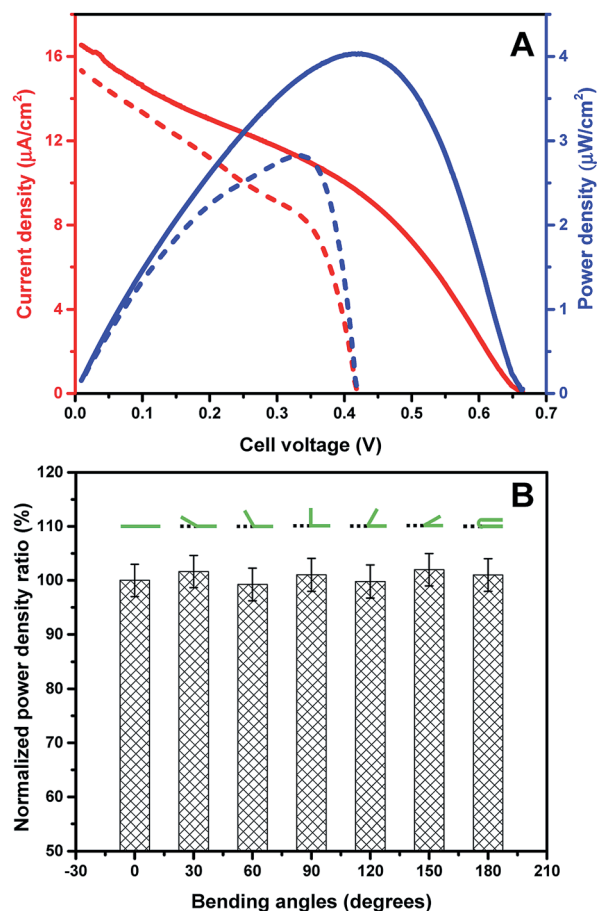 A
16
12
8
4
0
Current density (μA/cm²)
4
3
2
1
0
Power density (μW/cm²)
0.0 0.1 0.2 0.3 0.4 0.5 0.6 0.7
Cell voltage (V)
B
120
110
100
90
80
70
60
50
Normalized power density ratio (%)
-30 0 30 60 90 120 150 180 210
Bending angles (degrees)